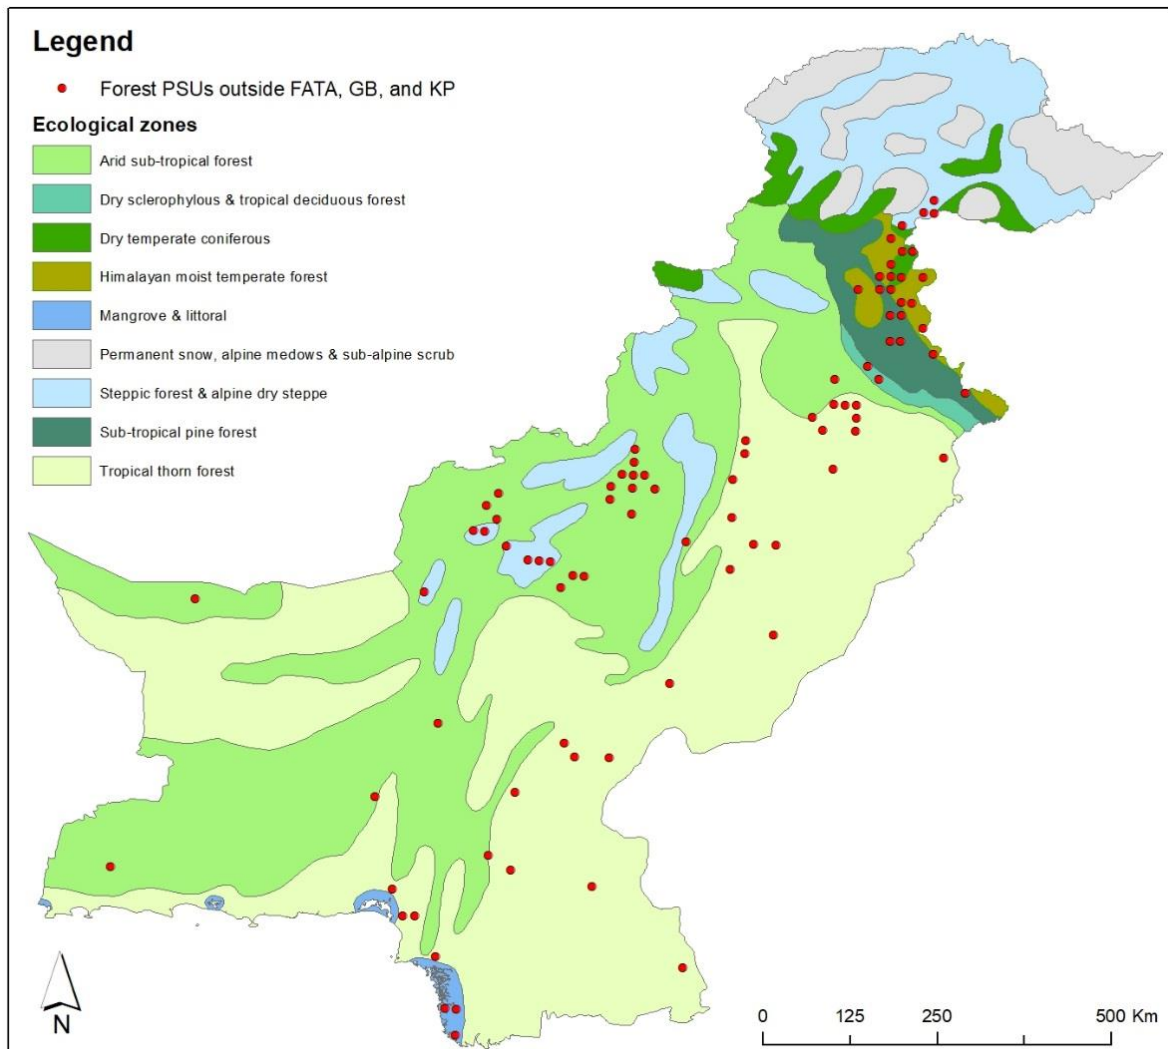 Legend
Forest PSUs outside FATA, GB, and KP
Ecological zones
Arid sub-tropical forest
Dry sclerophylous & tropical deciduous forest
Dry temperate coniferous
Himalayan moist temperate forest
Mangrove & littoral
Permanent snow, alpine medows & sub-alpine scrub
Steppic forest & alpine dry steppe
Sub-tropical pine forest
Tropical thorn forest
N
0 125 250 500 Km